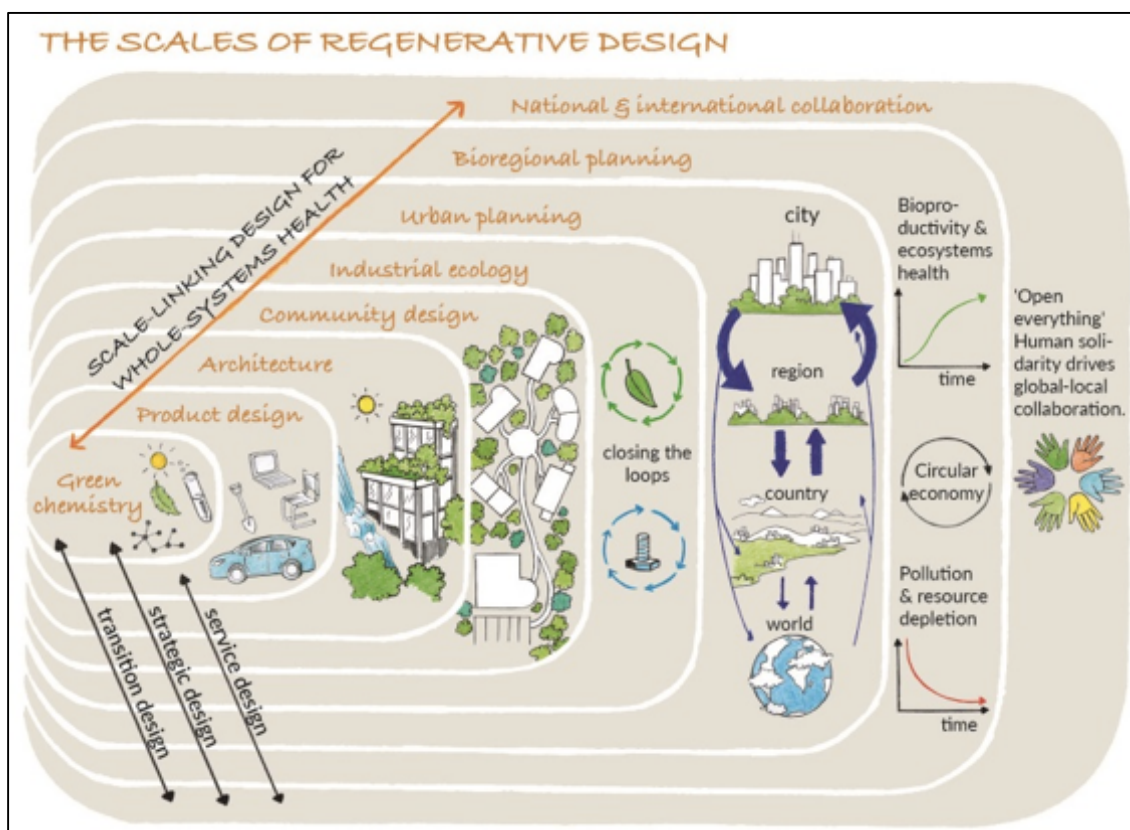 THE SCALES OF REGENERATIVE DESIGN
National & international collaboration
Bioregional planning
Urban planning
Industrial ecology
Community design
Architecture
Product design
Green
chemistry
SCALE-LINKING DESIGN FOR
WHOLE-SYSTEMS HEALTH
transition design
strategic design
service design
closing the
loops
city
region
country
world
Biopro-
ductivity &
ecosystems
health
time
Circular
economy
Pollution
& resource
depletion
time
'Open
everything'
Human soli-
darity drives
global-local
collaboration.